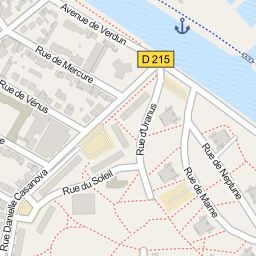 Avenue de Verdun
Rue de Mercure
D 215
Rue de Vénus
Rue d'Uranus
Rue de Neptune
Rue du Soleil
Rue de Marne
Rue Danielle Casanova